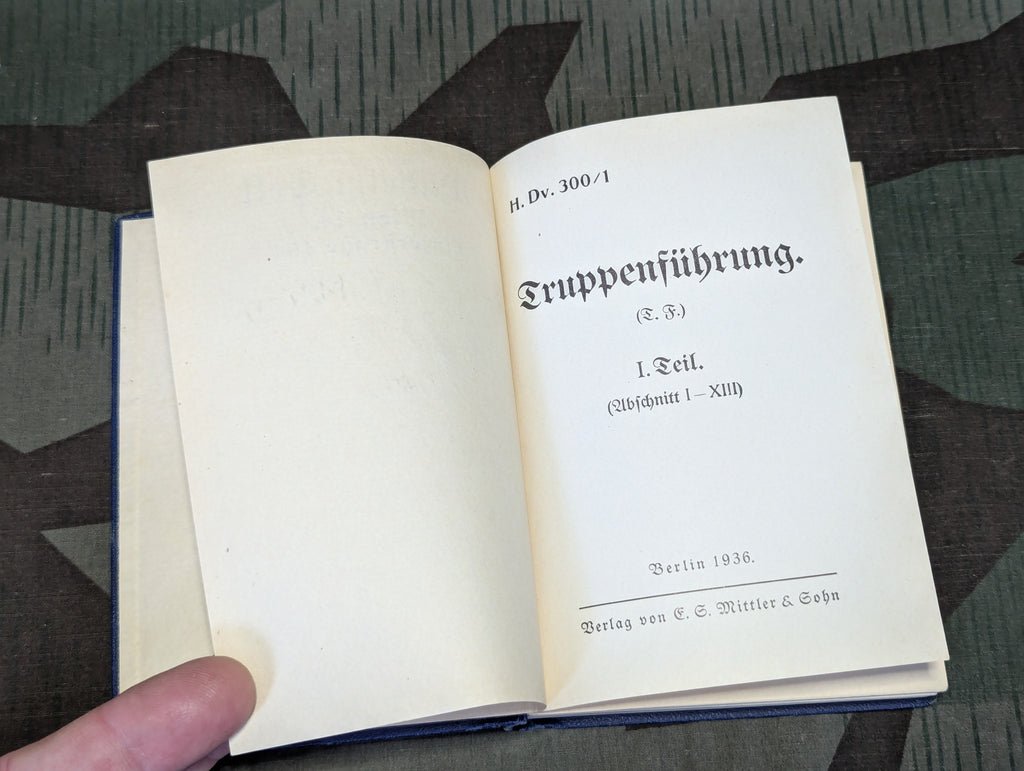 H. Dv. 300/1
Truppenführung.
(T. F.)
I. Teil.
(Abschnitt I – XIII)
Berlin 1936.
Verlag von E. S. Mittler & Sohn